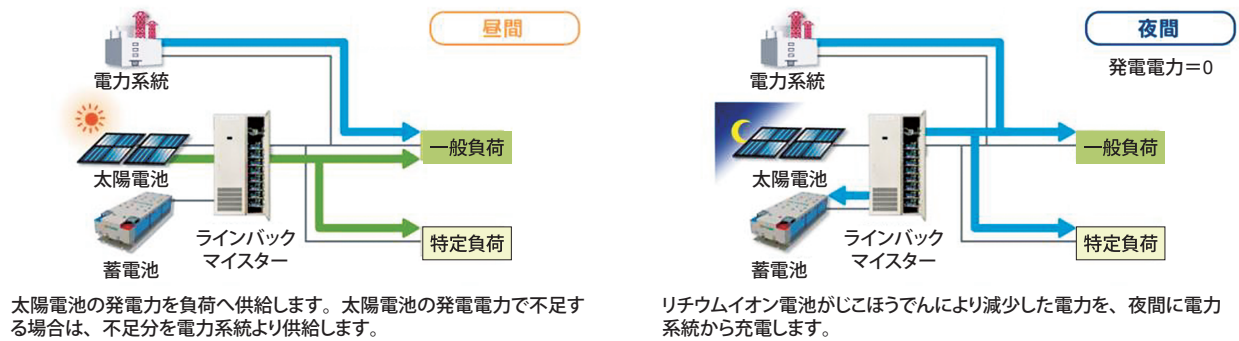 昼間
電力系統
一般負荷
太陽電池
特定負荷
ラインバック
マイスター
蓄電池
太陽電池の発電力を負荷へ供給します。太陽電池の発電電力で不足す
る場合は、不足分を電力系統より供給します。
夜間
発電電力＝0
電力系統
一般負荷
太陽電池
特定負荷
ラインバック
マイスター
蓄電池
リチウムイオン電池がじこほうでんにより減少した電力を、夜間に電力
系統から充電します。